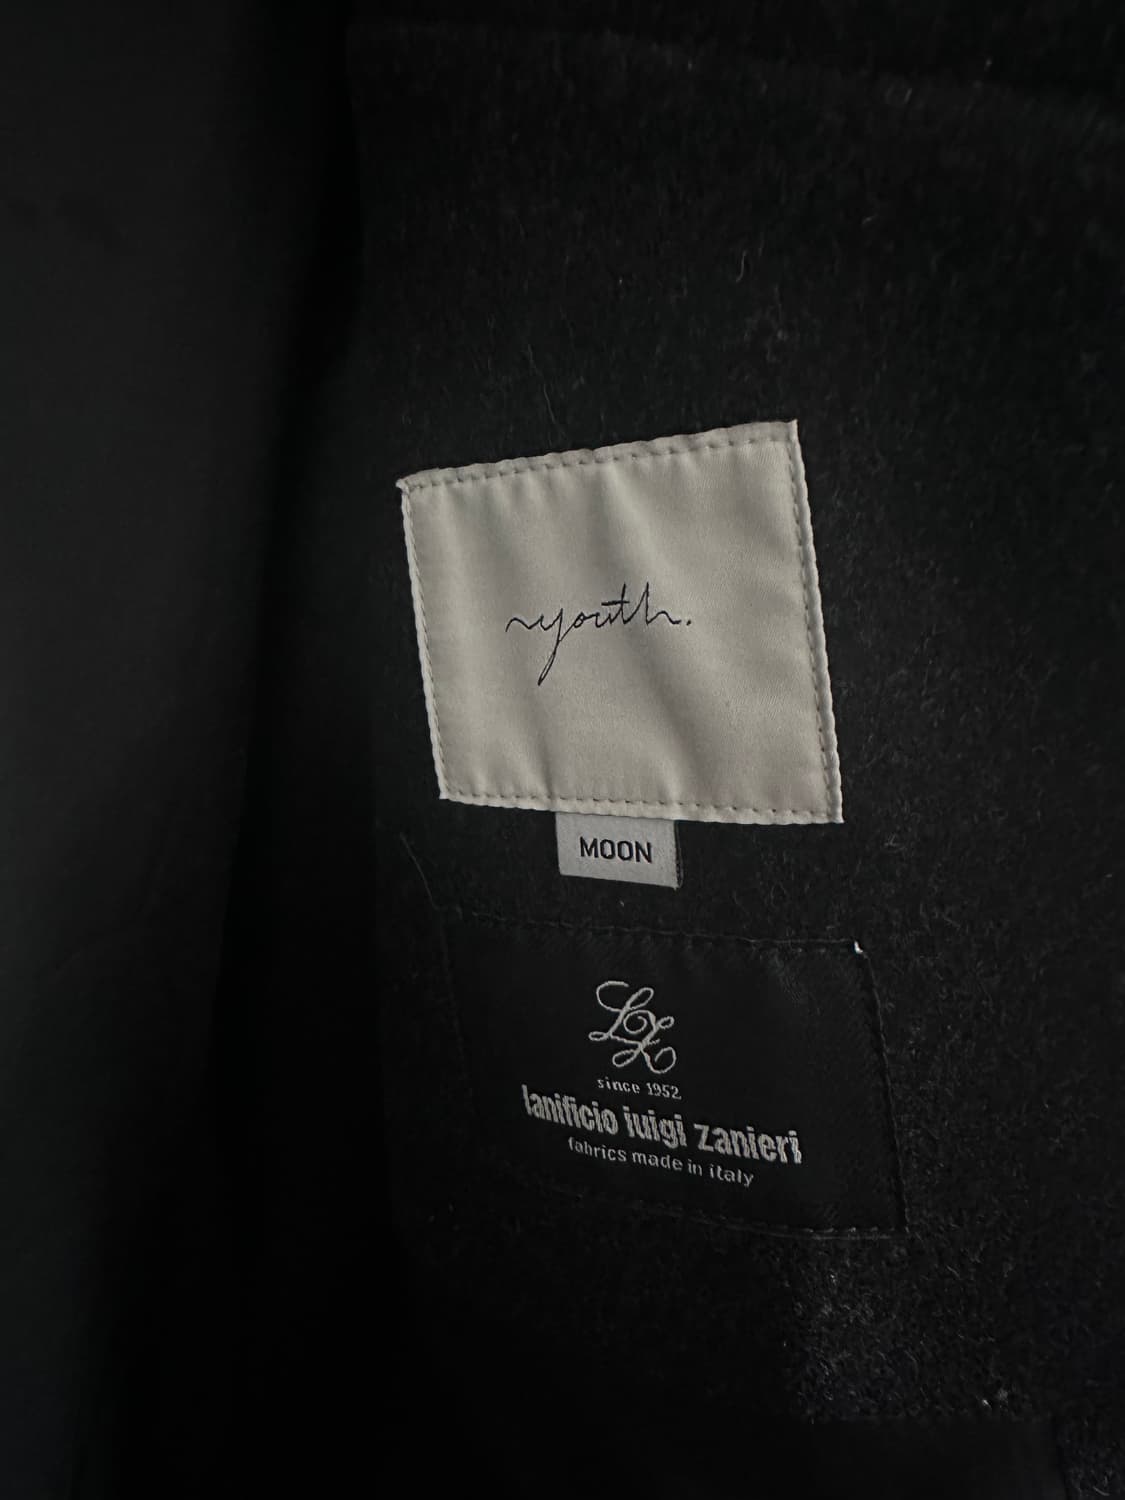 youth.
MOON
LZ
since 1952
lanificio luigi zanieri
fabrics made in italy